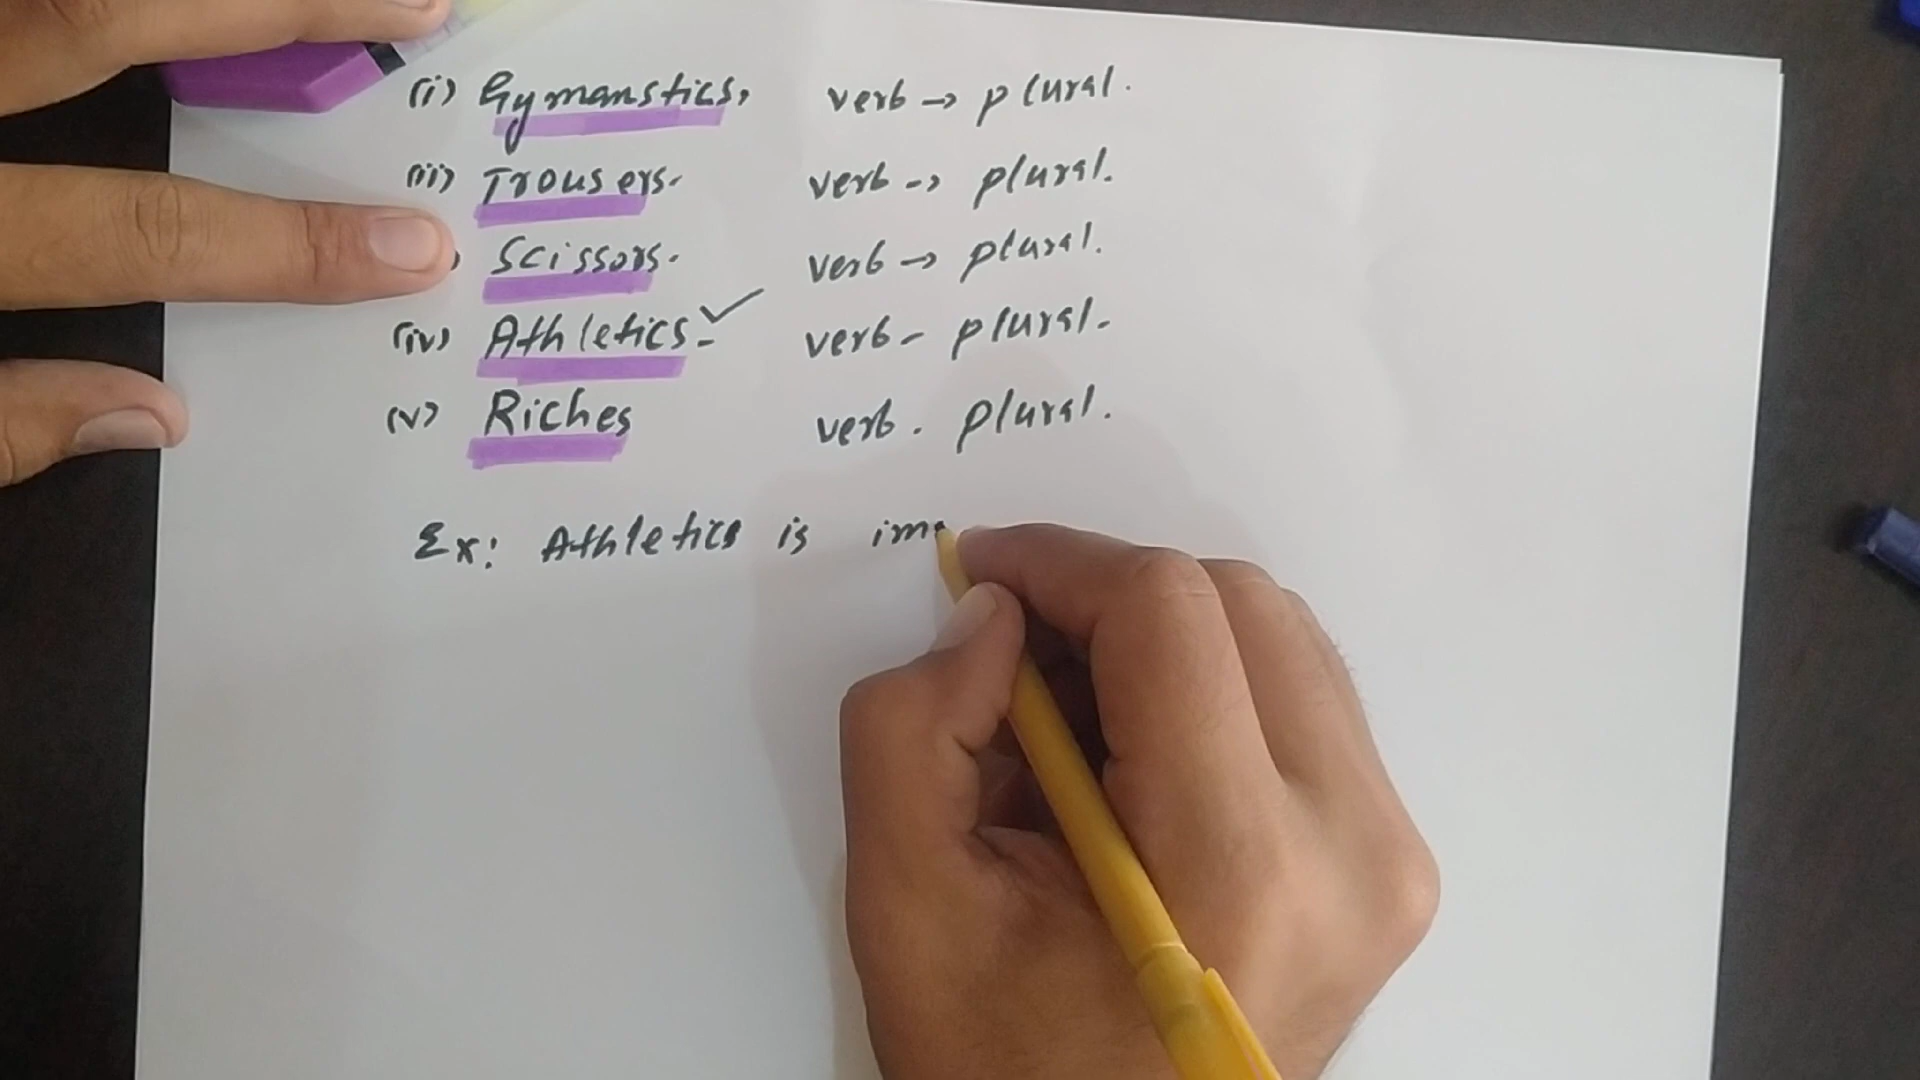 (i) Gymanstics, verb → plural.
(ii) Trousers. verb → plural.
) Scissors. verb → plural.
(iv) Athletics - verb - plural.
(v) Riches verb. plural.
Ex: Athletics is imp